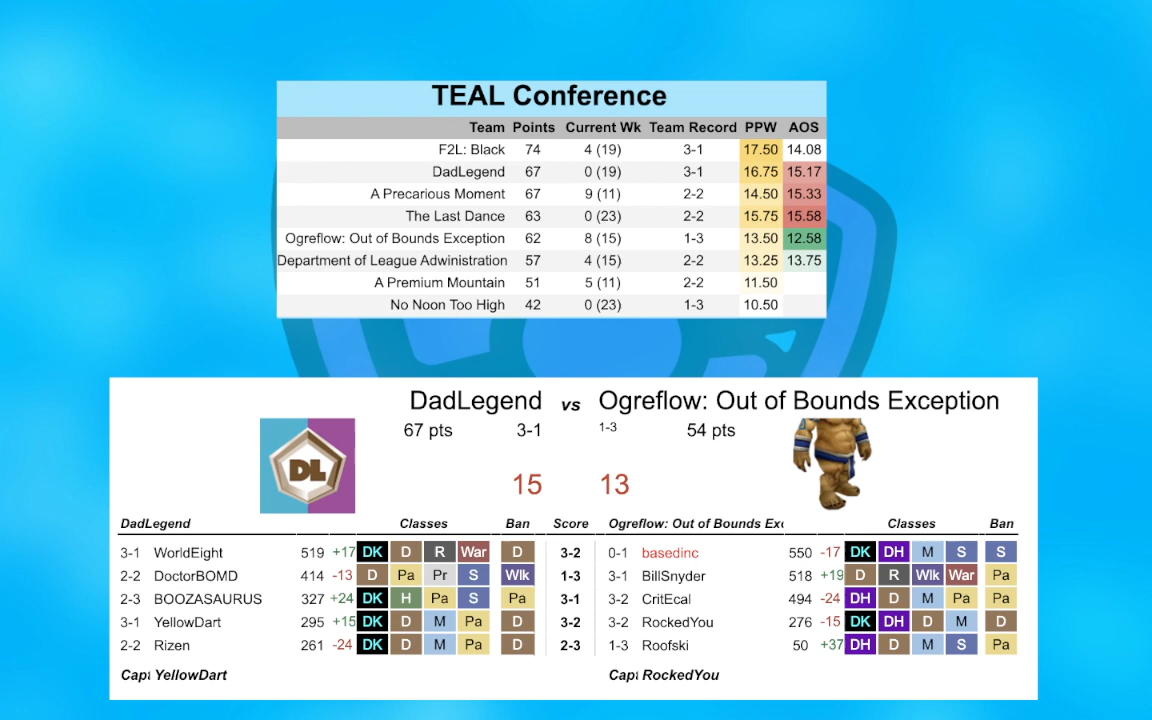 TEAL Conference
Team Points Current Wk Team Record PPW AOS
F2L: Black 74 4 (19) 3-1 17.50 14.08
DadLegend 67 0 (19) 3-1 16.75 15.17
A Precarious Moment 67 9 (11) 2-2 14.50 15.33
The Last Dance 63 0 (23) 2-2 15.75 15.58
Ogreflow: Out of Bounds Exception 62 8 (15) 1-3 13.50 12.58
Department of League Administration 57 4 (15) 2-2 13.25 13.75
A Premium Mountain 51 5 (11) 2-2 11.50
No Noon Too High 42 0 (23) 1-3 10.50
DadLegend vs Ogreflow: Out of Bounds Exception
67 pts 3-1 1-3 54 pts
DL
15 13
DadLegend Classes Ban Score Ogreflow: Out of Bounds Ex Classes Ban
3-1 WorldEight 519 +17 DK D R War D 3-2 0-1 basedinc 550 -17 DK DH M S S
2-2 DoctorBOMD 414 -13 D Pa Pr S Wlk 1-3 3-1 BillSnyder 518 +19 D R Wlk War Pa
2-3 BOOZASAURUS 327 +24 DK H Pa S Pa 3-1 3-2 CritEcal 494 -24 DH D M Pa Pa
3-1 YellowDart 295 +15 DK D M Pa D 3-2 3-2 RockedYou 276 -15 DK DH D M D
2-2 Rizen 261 -24 DK D M Pa D 2-3 1-3 Roofski 50 +37 DH D M S Pa
Capt YellowDart Capt RockedYou